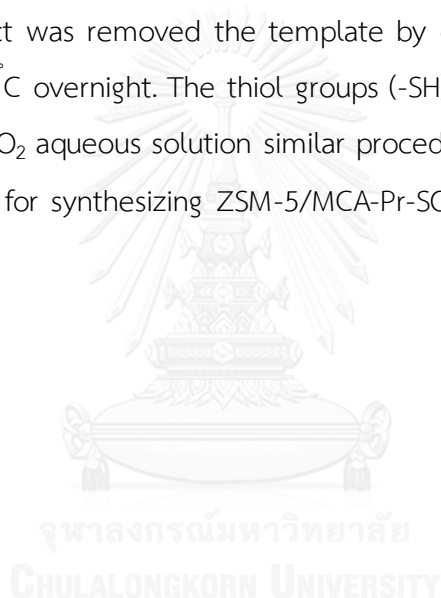 ct was removed the template by
°C overnight. The thiol groups (-SH
O₂ aqueous solution similar proced
for synthesizing ZSM-5/MCA-Pr-SC
จุฬาลงกรณ์มหาวิทยาลัย
CHULALONGKORN UNIVERSITY